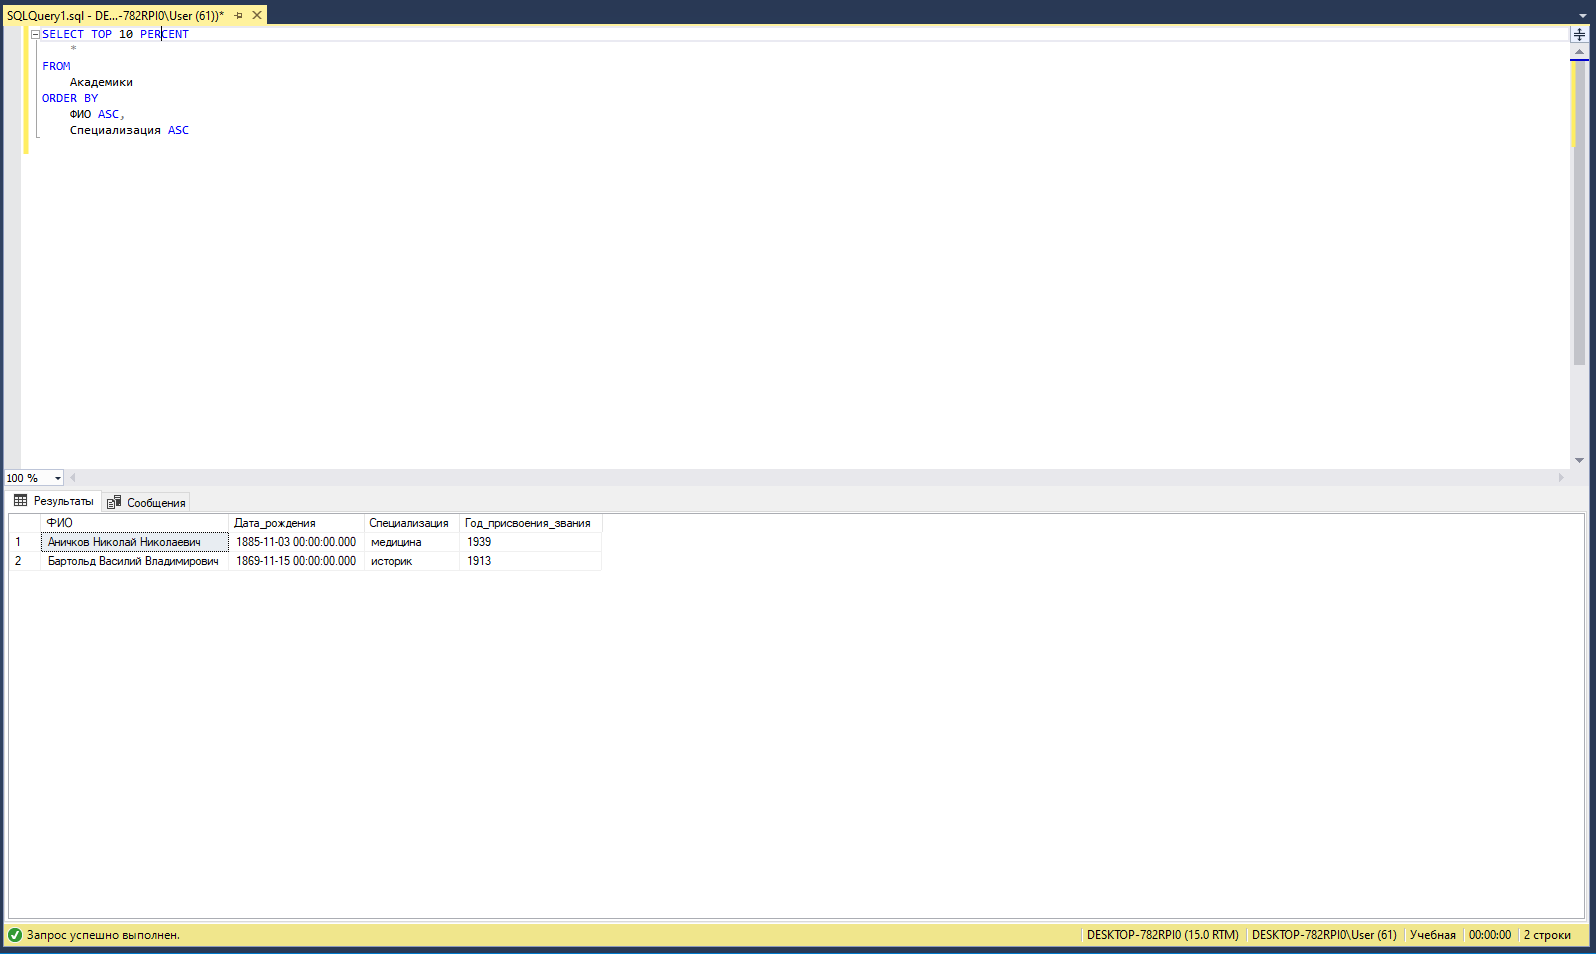 SQLQuery1.sql - DE...-782RPI0\User (61))*
SELECT TOP 10 PERCENT
*
FROM
Академики
ORDER BY
ФИО ASC,
Специализация ASC
100 %
Результаты Сообщения
ФИО Дата_рождения Специализация Год_присвоения_звания
1 Аничков Николай Николаевич 1885-11-03 00:00:00.000 медицина 1939
2 Бартольд Василий Владимирович 1869-11-15 00:00:00.000 историк 1913
Запрос успешно выполнен. DESKTOP-782RPI0 (15.0 RTM) DESKTOP-782RPI0\User (61) Учебная 00:00:00 2 строки